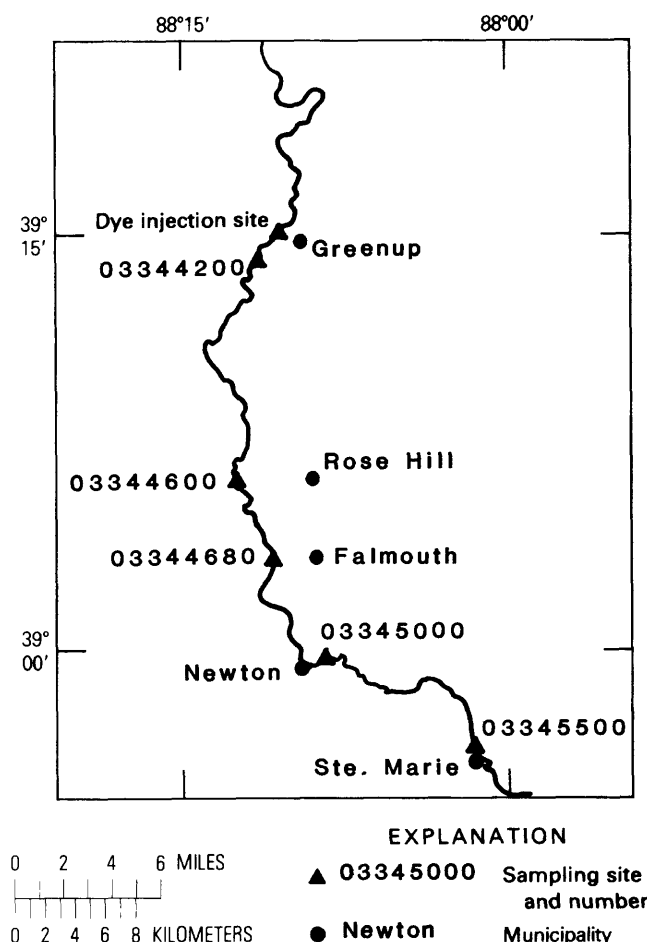 88°15' 88°00'
Dye injection site
39°
15'
Greenup
03344200
Rose Hill
03344600
03344680 Falmouth
03345000
39°
00'
Newton
03345500
Ste. Marie
EXPLANATION
0 2 4 6 MILES
03345000 Sampling site
and number
0 2 4 6 8 KILOMETERS
Newton Municipality